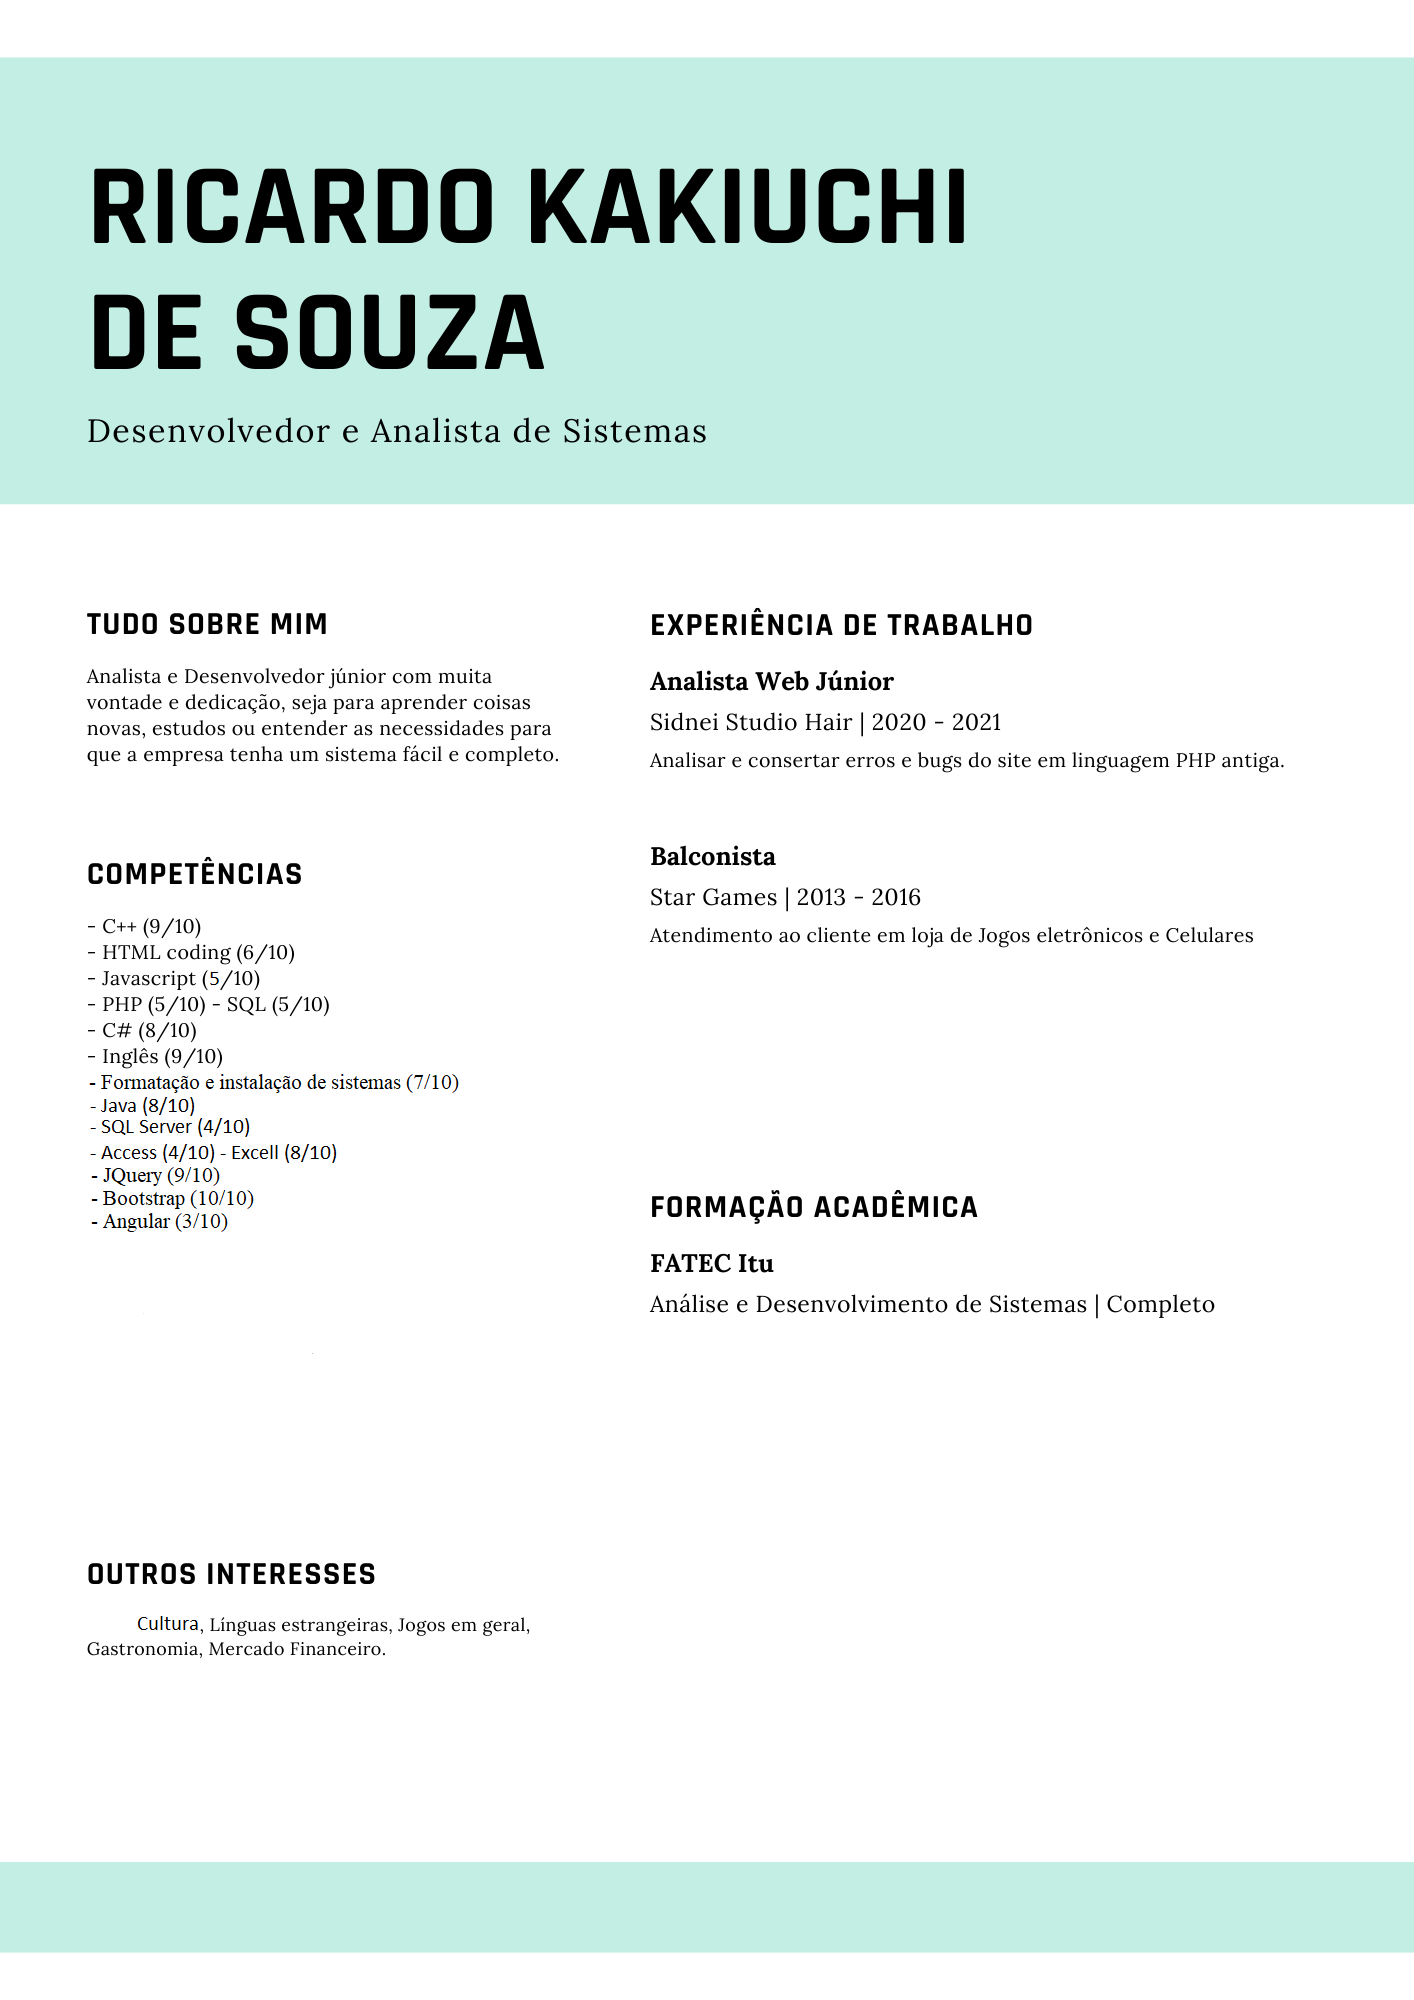 RICARDO KAKIUCHI
DE SOUZA
Desenvolvedor e Analista de Sistemas
TUDO SOBRE MIM
Analista e Desenvolvedor júnior com muita
vontade e dedicação, seja para aprender coisas
novas, estudos ou entender as necessidades para
que a empresa tenha um sistema fácil e completo.
COMPETÊNCIAS
- C++ (9/10)
- HTML coding (6/10)
- Javascript (5/10)
- PHP (5/10) - SQL (5/10)
- C# (8/10)
- Inglês (9/10)
- Formatação e instalação de sistemas (7/10)
- Java (8/10)
- SQL Server (4/10)
- Access (4/10) - Excell (8/10)
- JQuery (9/10)
- Bootstrap (10/10)
- Angular (3/10)
OUTROS INTERESSES
Cultura, Línguas estrangeiras, Jogos em geral,
Gastronomia, Mercado Financeiro.
EXPERIÊNCIA DE TRABALHO
Analista Web Júnior
Sidnei Studio Hair | 2020 - 2021
Analisar e consertar erros e bugs do site em linguagem PHP antiga.
Balconista
Star Games | 2013 - 2016
Atendimento ao cliente em loja de Jogos eletrônicos e Celulares
FORMAÇÃO ACADÊMICA
FATEC Itu
Análise e Desenvolvimento de Sistemas | Completo